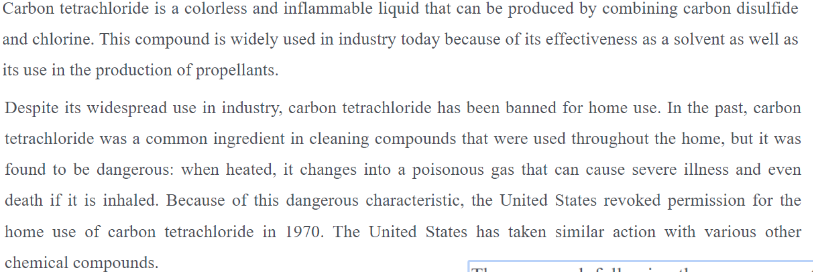 Carbon tetrachloride is a colorless and inflammable liquid that can be produced by combining carbon disulfide
and chlorine. This compound is widely used in industry today because of its effectiveness as a solvent as well as
its use in the production of propellants.
Despite its widespread use in industry, carbon tetrachloride has been banned for home use. In the past, carbon
tetrachloride was a common ingredient in cleaning compounds that were used throughout the home, but it was
found to be dangerous: when heated, it changes into a poisonous gas that can cause severe illness and even
death if it is inhaled. Because of this dangerous characteristic, the United States revoked permission for the
home use of carbon tetrachloride in 1970. The United States has taken similar action with various other
chemical compounds.